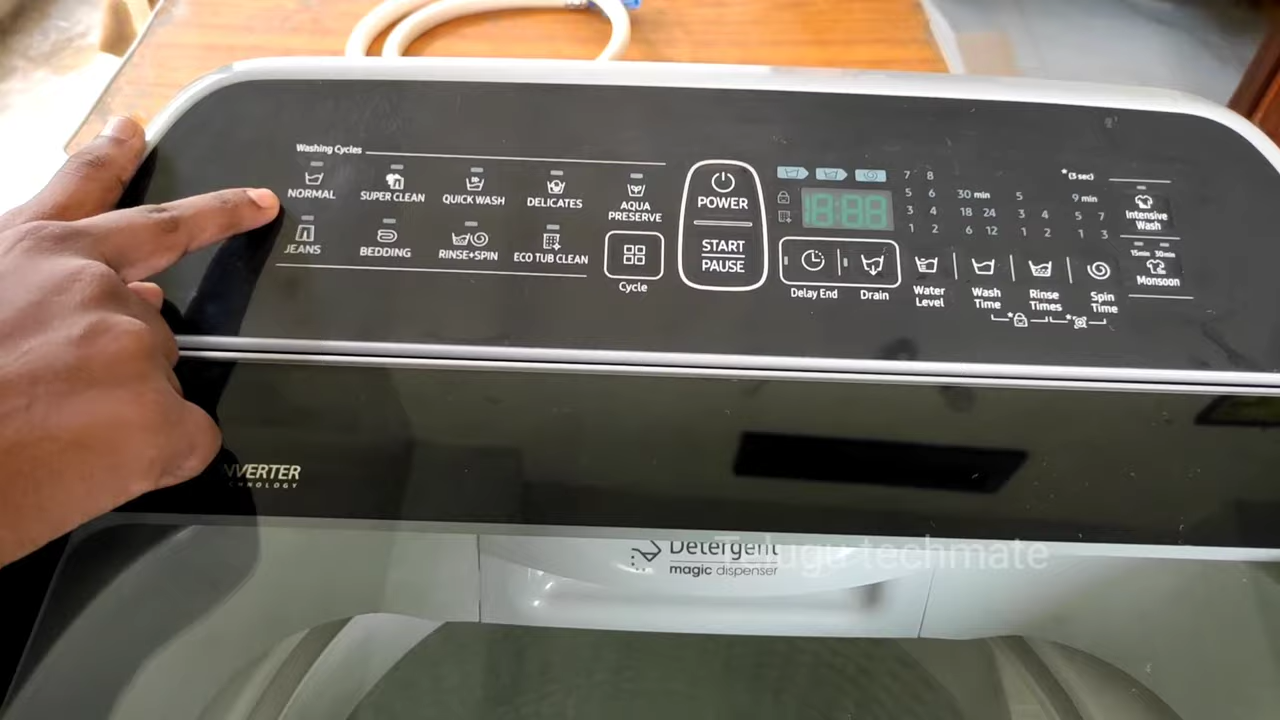 Washing Cycles
NORMAL SUPER CLEAN QUICK WASH DELICATES AQUA PRESERVE
JEANS BEDDING RINSE+SPIN ECO TUB CLEAN
Cycle
POWER
START
PAUSE
18:88
Delay End Drain
7 8
5 6 30 min 5 9 min
3 4 18 24 3 4 5 7
1 2 6 12 1 2 1 3
Water Level Wash Time Rinse Times Spin Time
*(3 sec)
Intensive Wash
15min 30min
Monsoon
NVERTER
CHNOLOGY
Detergent
magic dispenser
Telugu techmate